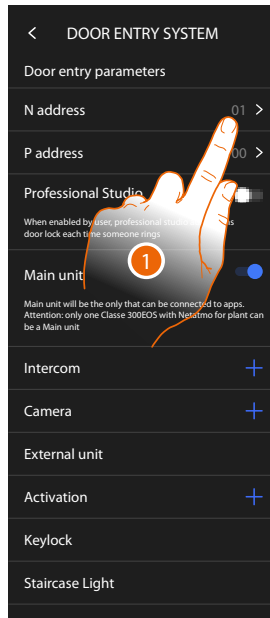 DOOR ENTRY SYSTEM
Door entry parameters
N address 01
P address 00
Professional Studio
When enabled by user, professional
door lock each time someone rings
1
Main unit
Main unit will be the only that can be connected to apps.
Attention: only one Classe 300EOS with Netatmo for plant can
be a Main unit
Intercom
Camera
External unit
Activation
Keylock
Staircase Light